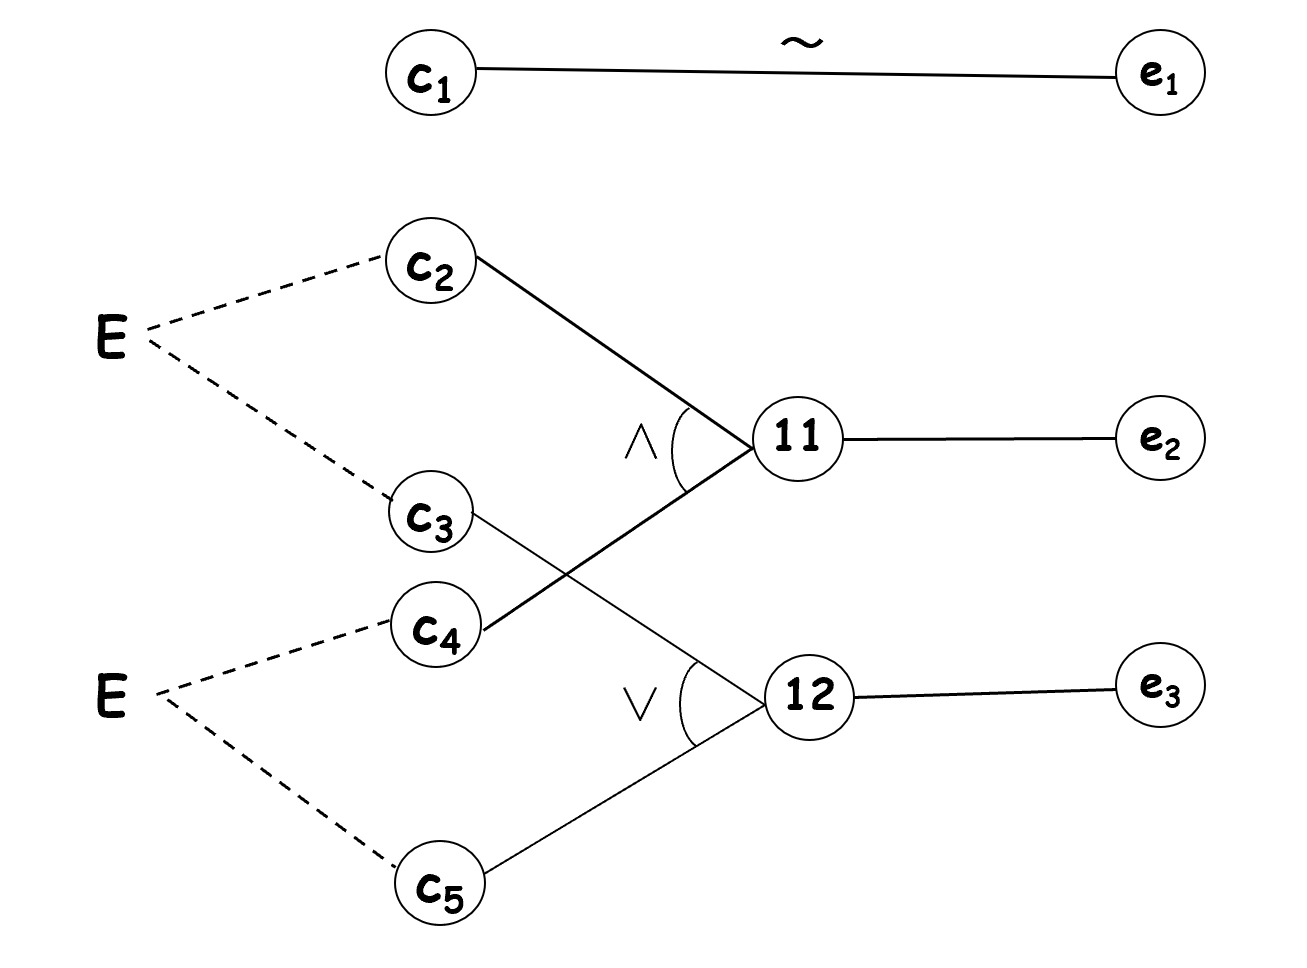 ~
c₁ e₁
c₂
E
∧ 11 e₂
c₃
c₄
E ∨ 12 e₃
c₅